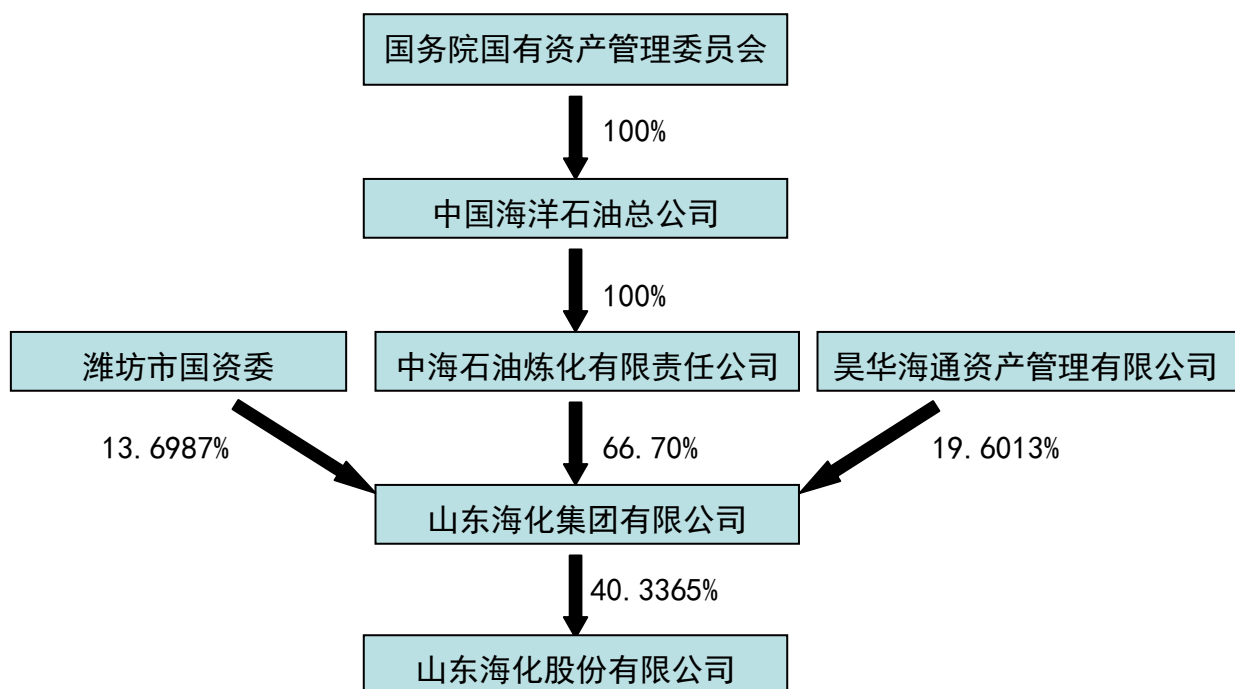 国务院国有资产管理委员会
100%
中国海洋石油总公司
100%
潍坊市国资委
中海石油炼化有限责任公司
昊华海通资产管理有限公司
13.6987%
66.70%
19.6013%
山东海化集团有限公司
40.3365%
山东海化股份有限公司